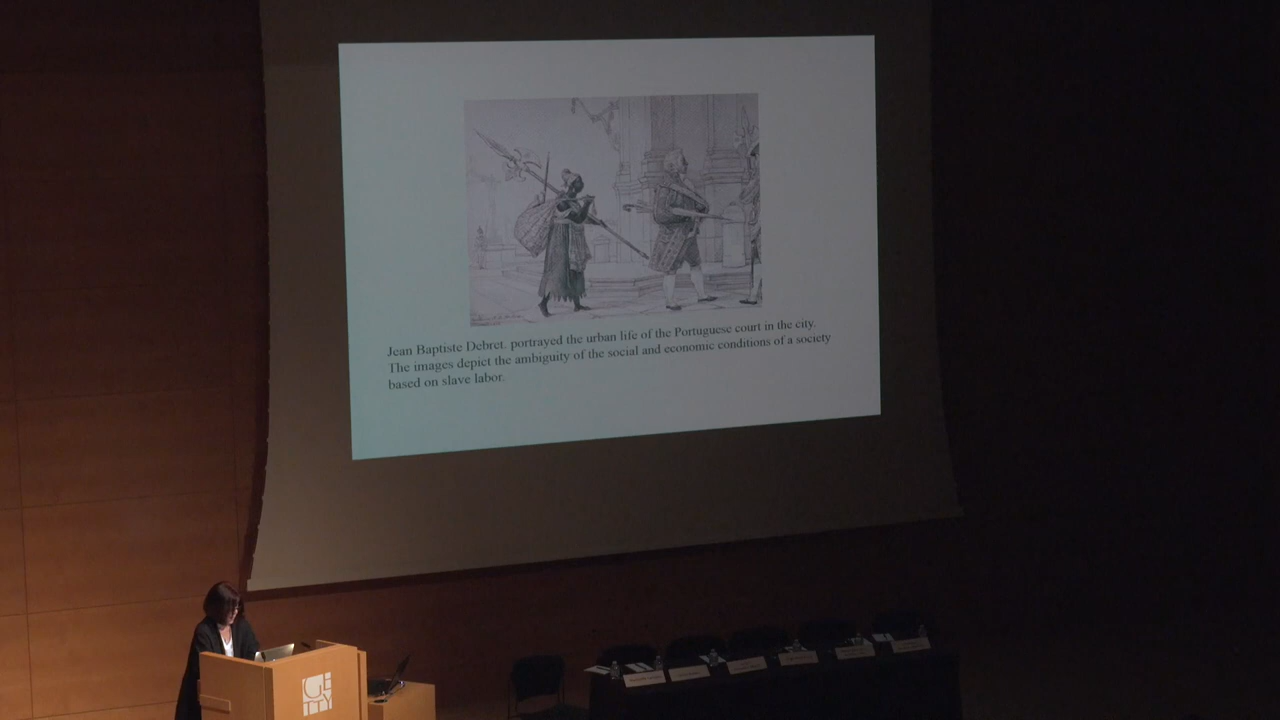 Jean Baptiste Debret. portrayed the urban life of the Portuguese court in the city.
The images depict the ambiguity of the social and economic conditions of a society
based on slave labor.
GETTY